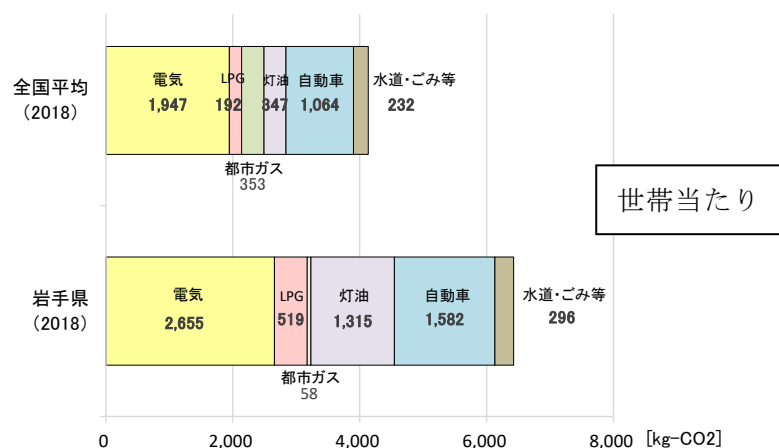 電気
1,947
LPG
192
灯油
347
自動車
1,064
水道・ごみ等
232
全国平均
(2018)
都市ガス
353
世帯当たり
電気
2,655
LPG
519
灯油
1,315
自動車
1,582
水道・ごみ等
296
岩手県
(2018)
都市ガス
58
0 2,000 4,000 6,000 8,000 [kg-CO2]